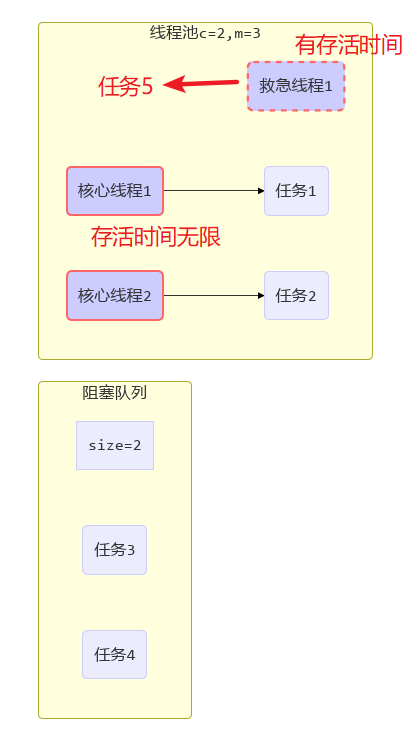 线程池c=2,m=3
有存活时间
任务5
救急线程1
核心线程1
任务1
存活时间无限
核心线程2
任务2
阻塞队列
size=2
任务3
任务4